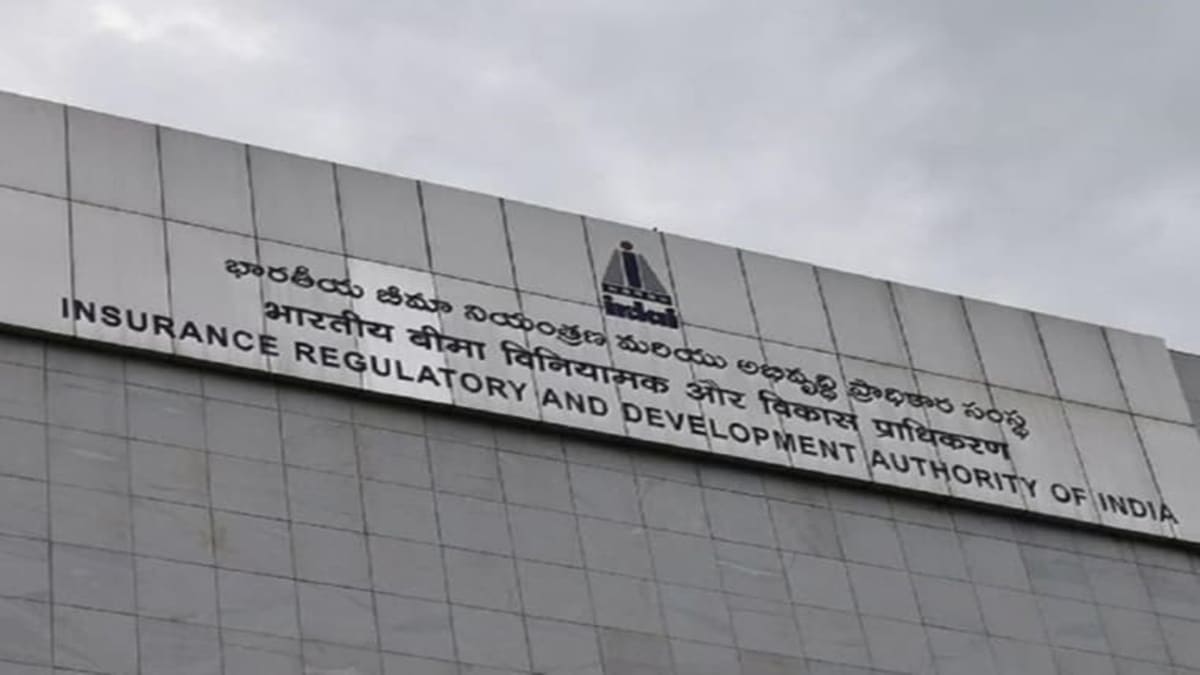 irdai
భారతీయ బీమా నియంత్రణ మరియు అభివృద్ధి ప్రాధికార సంస్థ
भारतीय बीमा विनियामक और विकास प्राधिकरण
INSURANCE REGULATORY AND DEVELOPMENT AUTHORITY OF INDIA